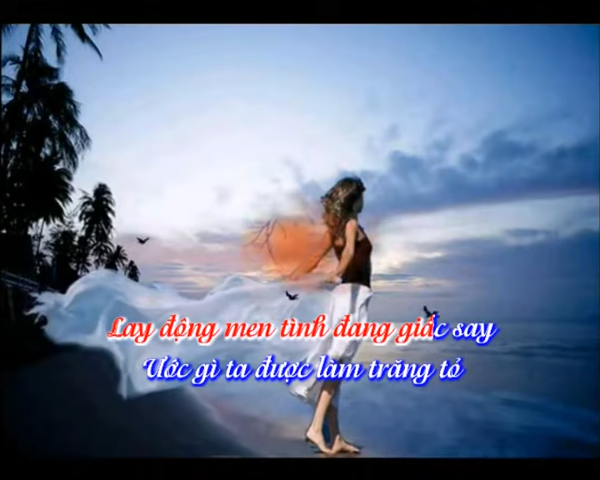 Lay động men tình đang giấc say
Ước gì ta được làm trăng tỏ